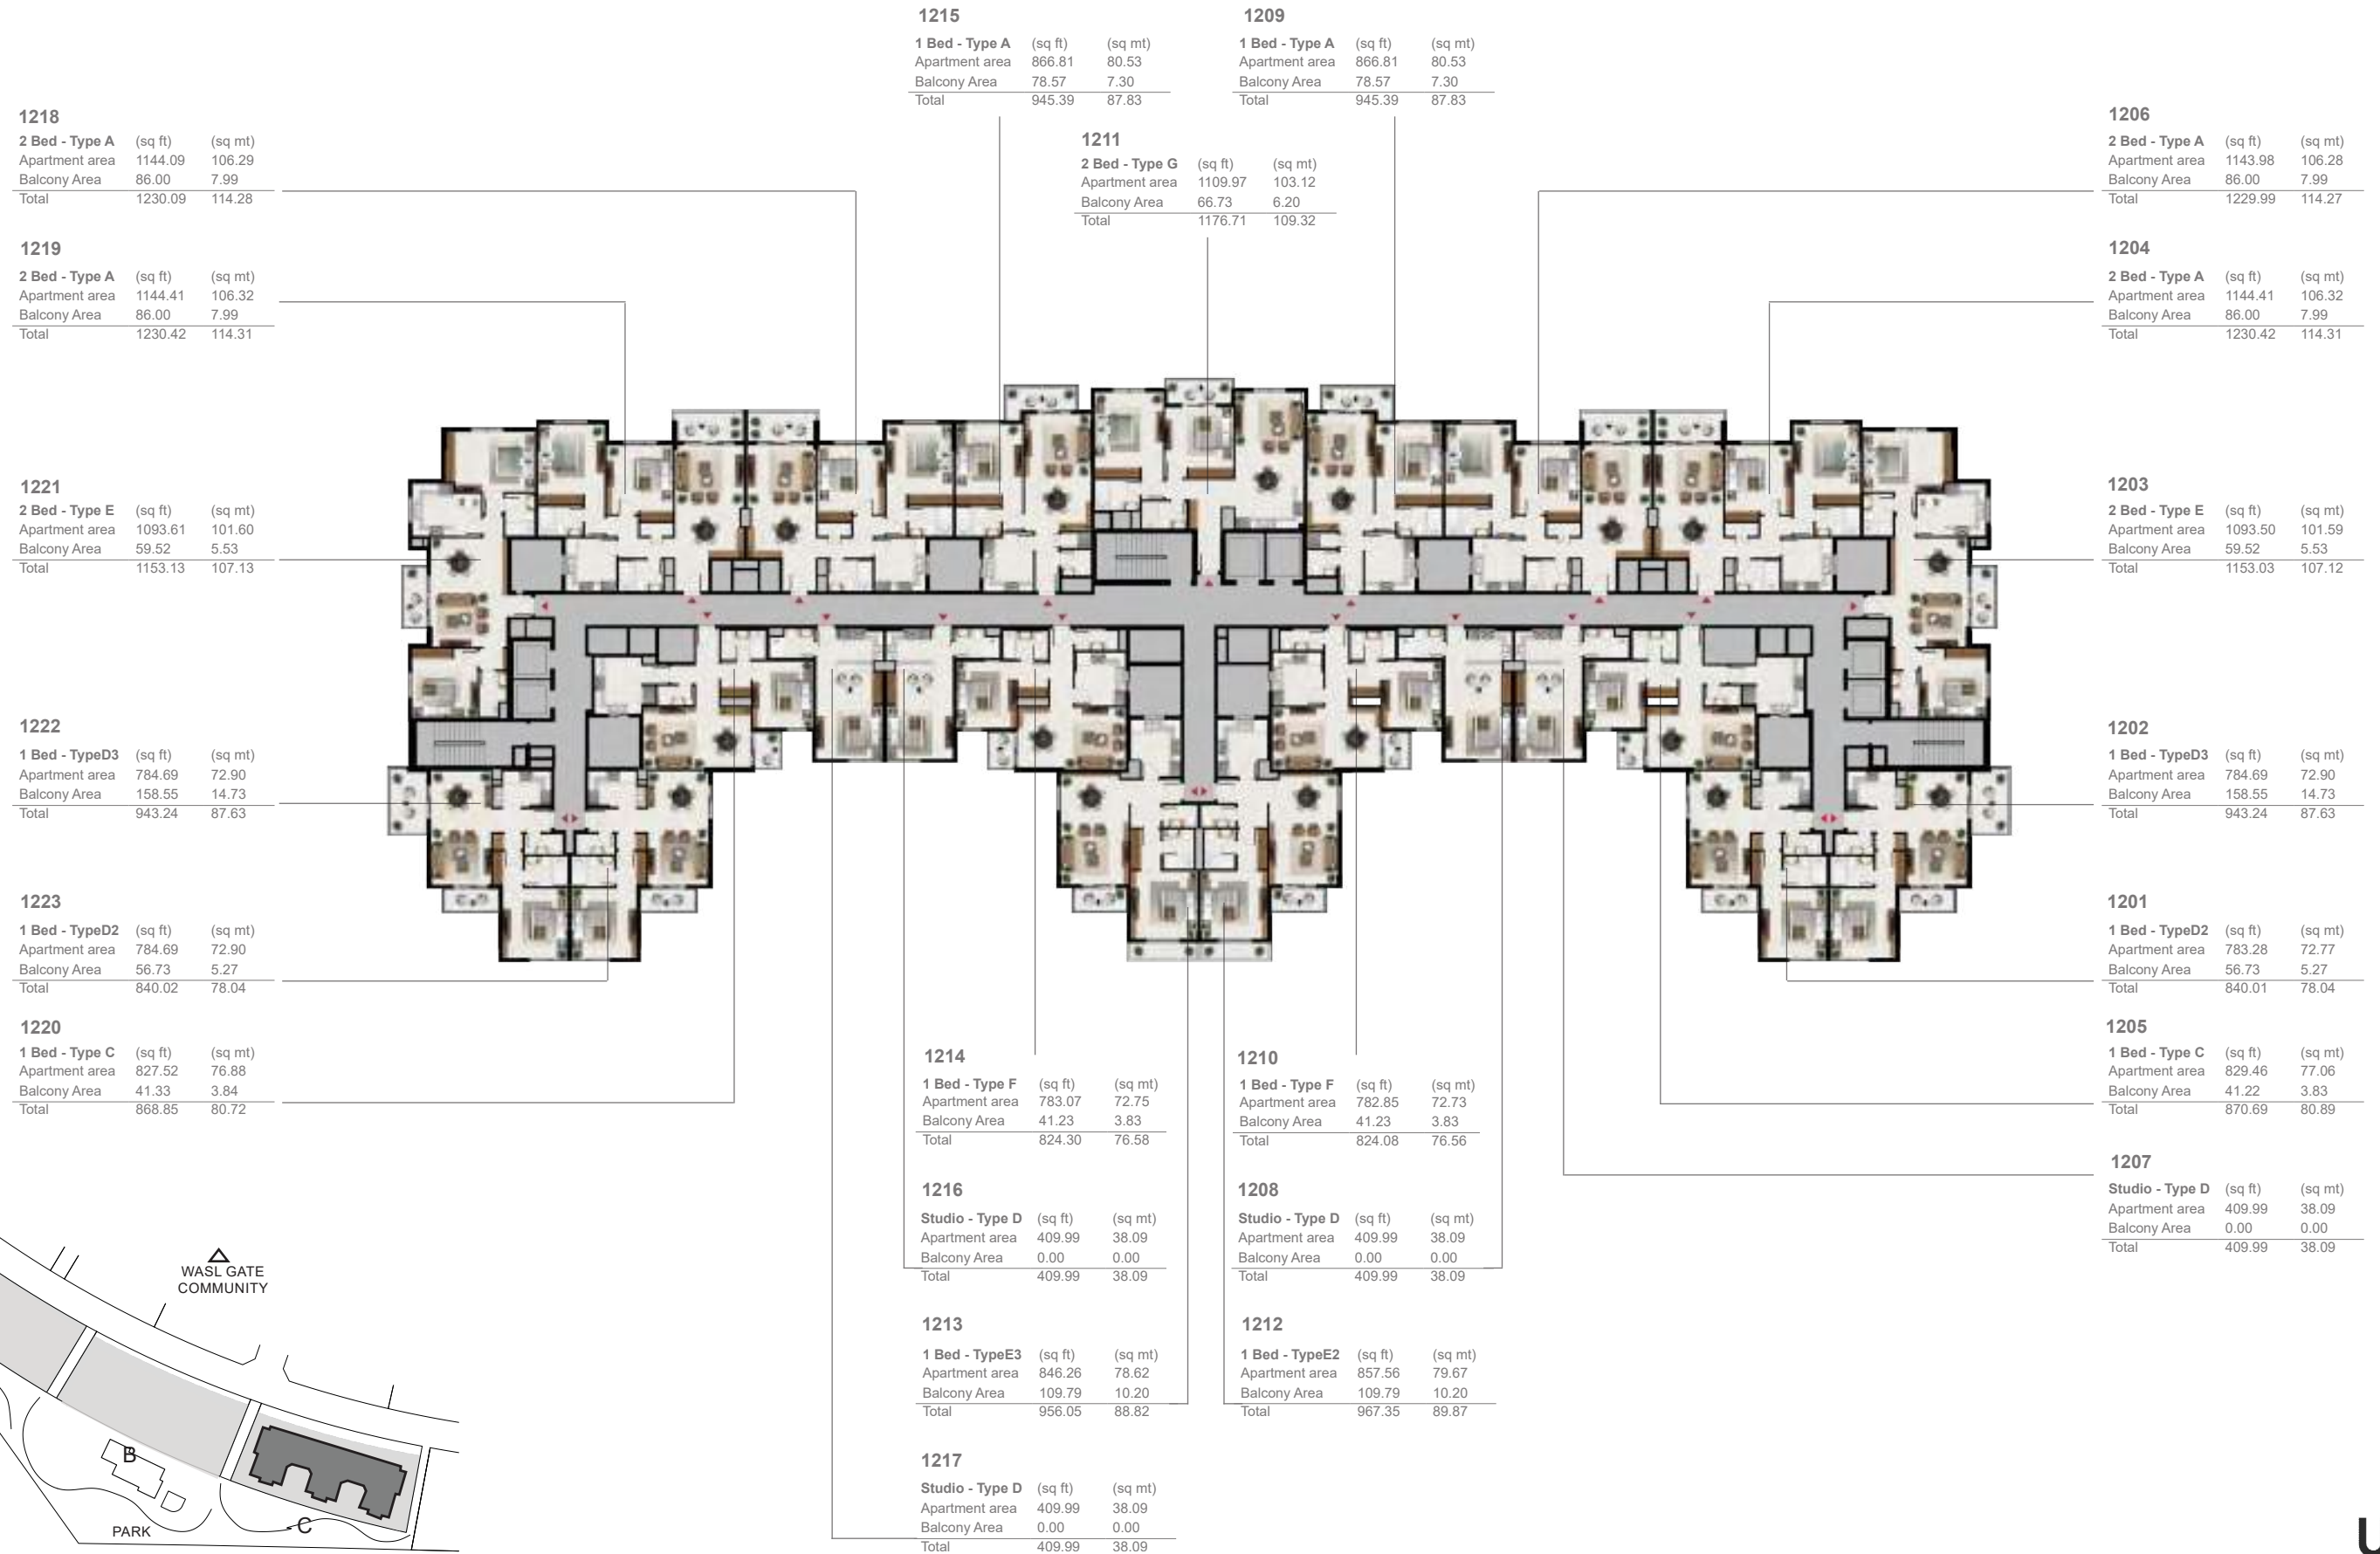 1215
1 Bed - Type A (sq ft) (sq mt)
Apartment area 866.81 80.53
Balcony Area 78.57 7.30
Total 945.39 87.83
1209
1 Bed - Type A (sq ft) (sq mt)
Apartment area 866.81 80.53
Balcony Area 78.57 7.30
Total 945.39 87.83
1218
2 Bed - Type A (sq ft) (sq mt)
Apartment area 1144.09 106.29
Balcony Area 86.00 7.99
Total 1230.09 114.28
1211
2 Bed - Type G (sq ft) (sq mt)
Apartment area 1109.97 103.12
Balcony Area 66.73 6.20
Total 1176.71 109.32
1206
2 Bed - Type A (sq ft) (sq mt)
Apartment area 1143.98 106.28
Balcony Area 86.00 7.99
Total 1229.99 114.27
1219
2 Bed - Type A (sq ft) (sq mt)
Apartment area 1144.41 106.32
Balcony Area 86.00 7.99
Total 1230.42 114.31
1204
2 Bed - Type A (sq ft) (sq mt)
Apartment area 1144.41 106.32
Balcony Area 86.00 7.99
Total 1230.42 114.31
1221
2 Bed - Type E (sq ft) (sq mt)
Apartment area 1093.61 101.60
Balcony Area 59.52 5.53
Total 1153.13 107.13
1203
2 Bed - Type E (sq ft) (sq mt)
Apartment area 1093.50 101.59
Balcony Area 59.52 5.53
Total 1153.03 107.12
1222
1 Bed - TypeD3 (sq ft) (sq mt)
Apartment area 784.69 72.90
Balcony Area 158.55 14.73
Total 943.24 87.63
1202
1 Bed - TypeD3 (sq ft) (sq mt)
Apartment area 784.69 72.90
Balcony Area 158.55 14.73
Total 943.24 87.63
1223
1 Bed - TypeD2 (sq ft) (sq mt)
Apartment area 784.69 72.90
Balcony Area 56.73 5.27
Total 840.02 78.04
1201
1 Bed - TypeD2 (sq ft) (sq mt)
Apartment area 783.28 72.77
Balcony Area 56.73 5.27
Total 840.01 78.04
1220
1 Bed - Type C (sq ft) (sq mt)
Apartment area 827.52 76.88
Balcony Area 41.33 3.84
Total 868.85 80.72
1214
1 Bed - Type F (sq ft) (sq mt)
Apartment area 783.07 72.75
Balcony Area 41.23 3.83
Total 824.30 76.58
1210
1 Bed - Type F (sq ft) (sq mt)
Apartment area 782.85 72.73
Balcony Area 41.23 3.83
Total 824.08 76.56
1205
1 Bed - Type C (sq ft) (sq mt)
Apartment area 829.46 77.06
Balcony Area 41.22 3.83
Total 870.69 80.89
1216
Studio - Type D (sq ft) (sq mt)
Apartment area 409.99 38.09
Balcony Area 0.00 0.00
Total 409.99 38.09
1208
Studio - Type D (sq ft) (sq mt)
Apartment area 409.99 38.09
Balcony Area 0.00 0.00
Total 409.99 38.09
1207
Studio - Type D (sq ft) (sq mt)
Apartment area 409.99 38.09
Balcony Area 0.00 0.00
Total 409.99 38.09
1213
1 Bed - TypeE3 (sq ft) (sq mt)
Apartment area 846.26 78.62
Balcony Area 109.79 10.20
Total 956.05 88.82
1212
1 Bed - TypeE2 (sq ft) (sq mt)
Apartment area 857.56 79.67
Balcony Area 109.79 10.20
Total 967.35 89.87
1217
Studio - Type D (sq ft) (sq mt)
Apartment area 409.99 38.09
Balcony Area 0.00 0.00
Total 409.99 38.09
WASL GATE
COMMUNITY
B
C
PARK